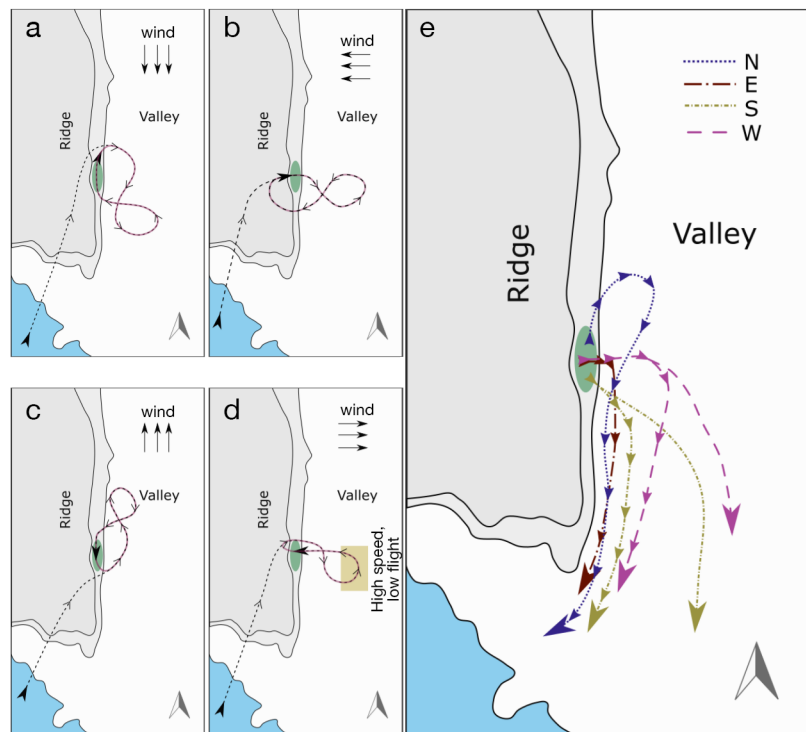 a
wind
Ridge
Valley
b
wind
Ridge
Valley
c
wind
Ridge
Valley
d
wind
Ridge
Valley
High speed,
low flight
e
N
E
S
W
Ridge
Valley